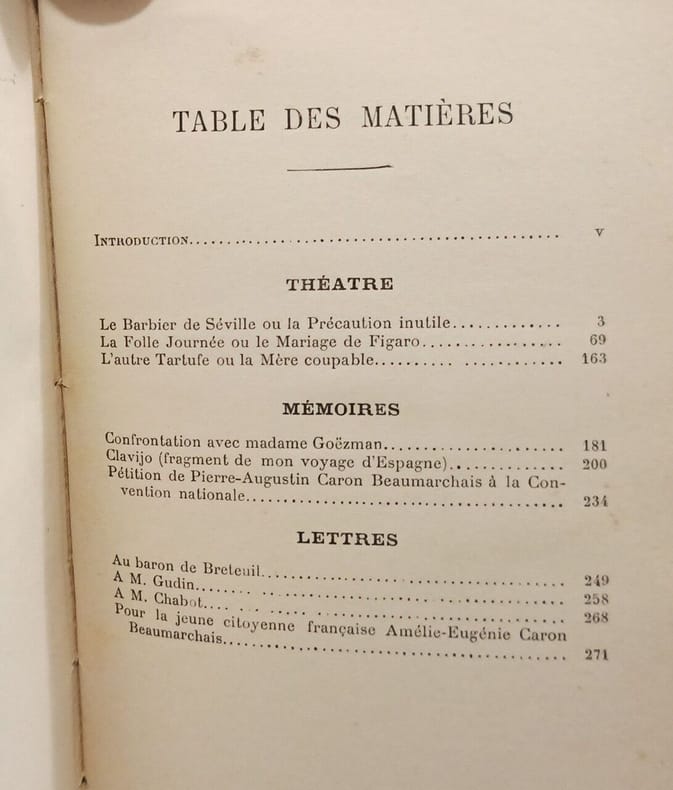 TABLE DES MATIÈRES
INTRODUCTION................................................ V
THÉATRE
Le Barbier de Séville ou la Précaution inutile............. 3
La Folle Journée ou le Mariage de Figaro................. 69
L'autre Tartufe ou la Mère coupable....................... 163
MÉMOIRES
Confrontation avec madame Goëzman...................... 181
Clavijo (fragment de mon voyage d'Espagne).............. 200
Pétition de Pierre-Augustin Caron Beaumarchais à la Con-
vention nationale........................................ 234
LETTRES
Au baron de Breteuil..................................... 249
A M. Gudin............................................... 258
A M. Chabot.............................................. 268
Pour la jeune citoyenne française Amélie-Eugénie Caron
Beaumarchais............................................. 271